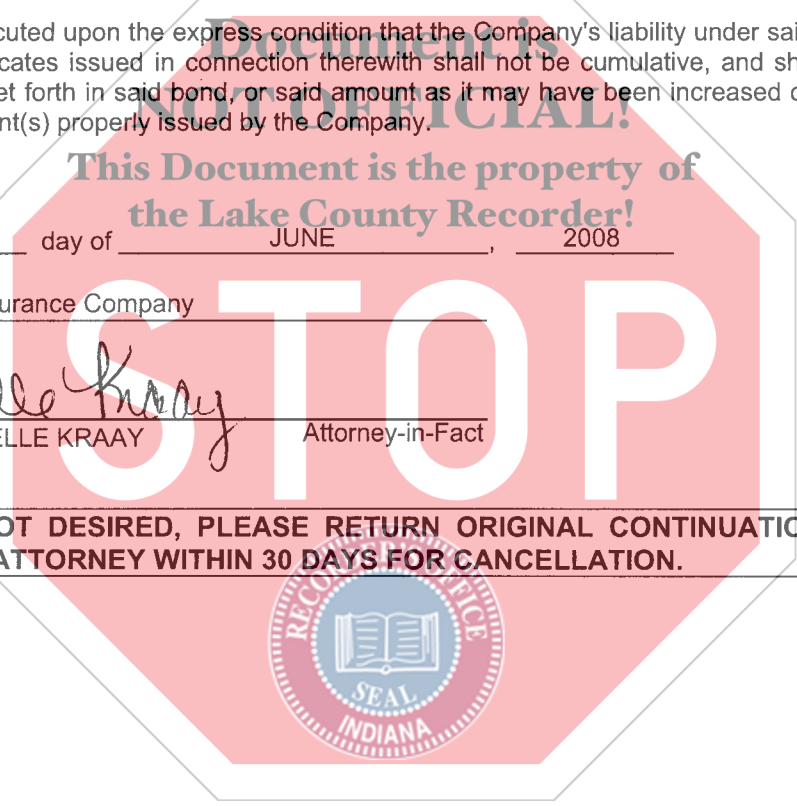 cuted upon the express condition that the Company's liability under sai
cates issued in connection therewith shall not be cumulative, and sh
et forth in said bond, or said amount as it may have been increased o
nt(s) properly issued by the Company.
Document is
NOT OFFICIAL!
This Document is the property of
the Lake County Recorder!
day of JUNE, 2008
urance Company
STOP
lle Kraay
ELLE KRAAY Attorney-in-Fact
OT DESIRED, PLEASE RETURN ORIGINAL CONTINUATIO
ATTORNEY WITHIN 30 DAYS FOR CANCELLATION.
RECORDER'S OFFICE
SEAL
INDIANA